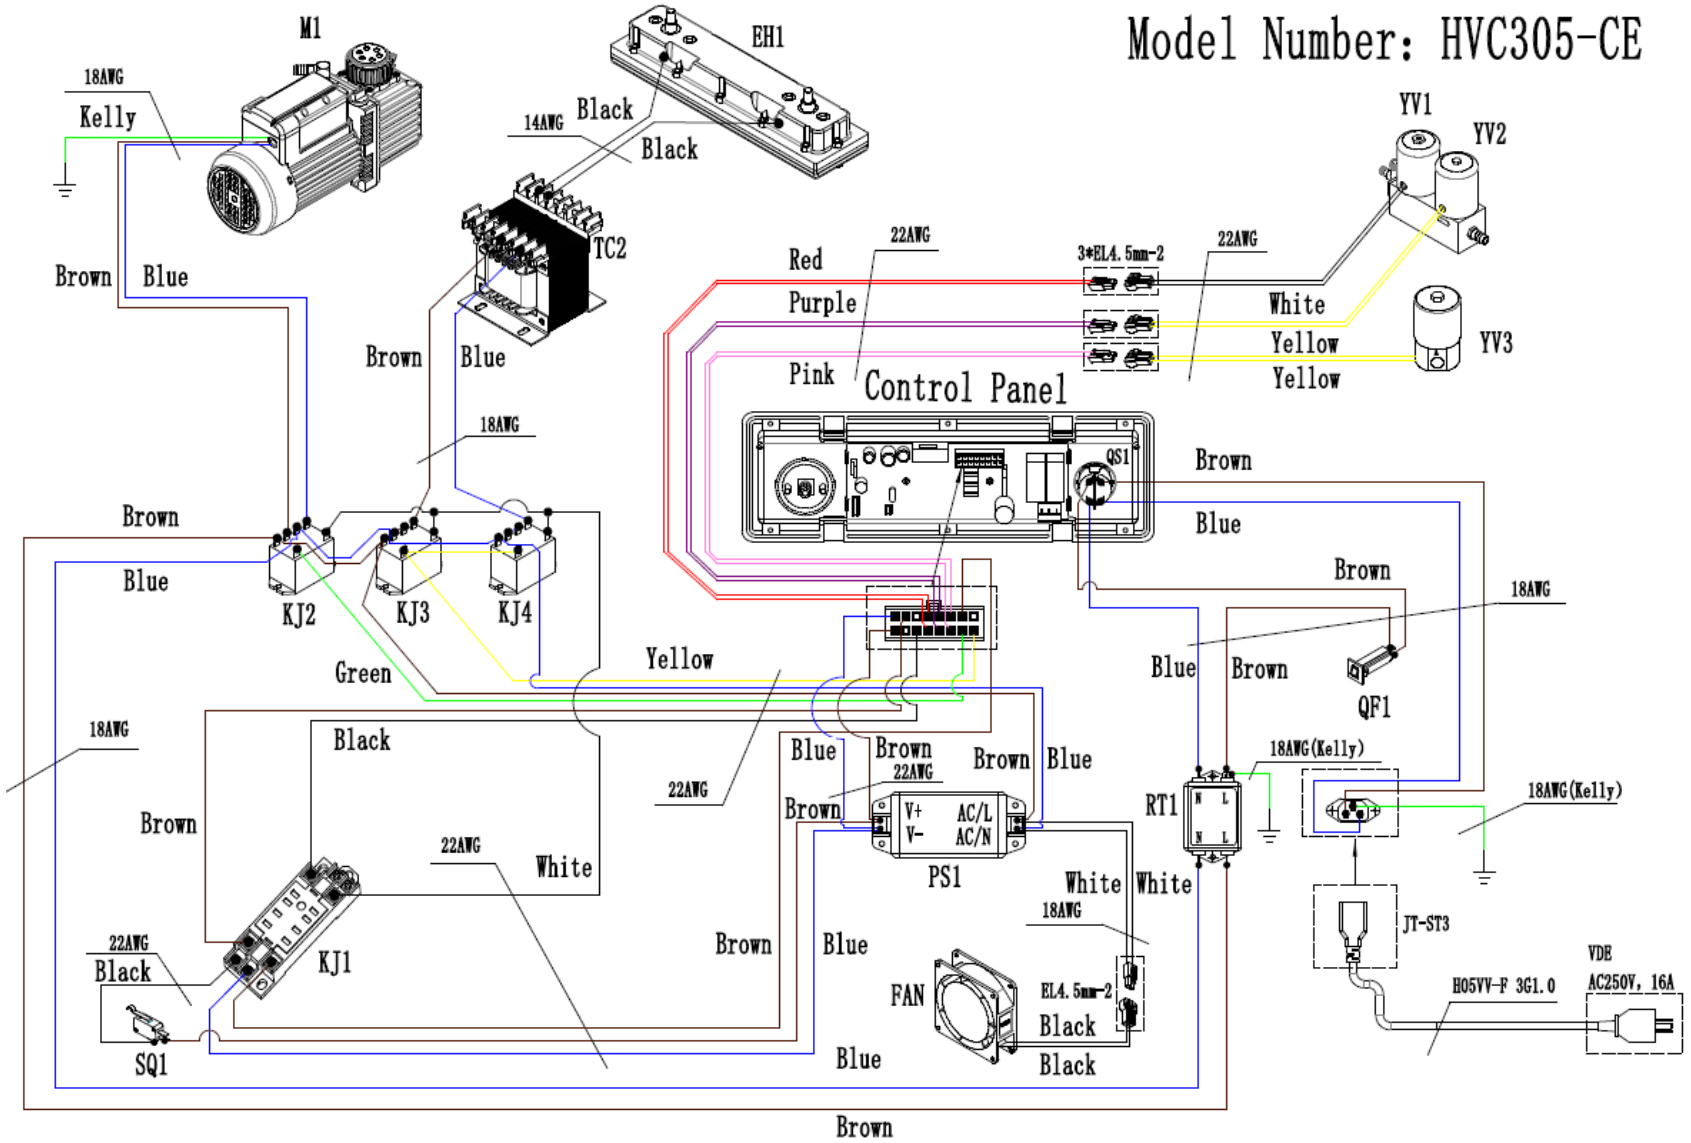 Model Number: HVC305-CE
M1
EH1
18AWG
Kelly
Black
14AWG
Black
YV1
YV2
TC2
22AWG
22AWG
3*EL4.5mm-2
Red
Brown
Blue
Purple
White
Brown
Blue
Yellow
YV3
Pink
Yellow
Control Panel
18AWG
QS1
Brown
Brown
Blue
Blue
Brown
18AWG
KJ2
KJ3
KJ4
Green
Yellow
Blue
Brown
QF1
18AWG
Black
Blue
Brown
Brown
Blue
18AWG(Kelly)
22AWG
22AWG
18AWG(Kelly)
Brown
V+
AC/L
V-
AC/N
RT1
N
L
N
L
Brown
22AWG
White
PS1
White
White
18AWG
JT-ST3
22AWG
Brown
Blue
Black
KJ1
VDE
AC250V, 16A
FAN
EL4.5mm-2
H05VV-F 3G1.0
Black
SQ1
Blue
Black
Brown